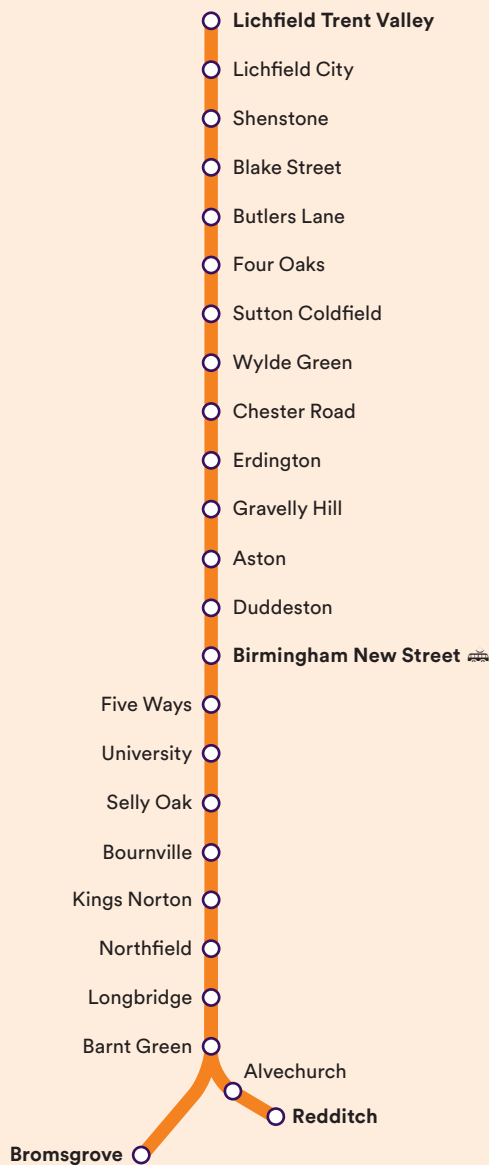 Lichfield Trent Valley
Lichfield City
Shenstone
Blake Street
Butlers Lane
Four Oaks
Sutton Coldfield
Wylde Green
Chester Road
Erdington
Gravelly Hill
Aston
Duddeston
Birmingham New Street
Five Ways
University
Selly Oak
Bournville
Kings Norton
Northfield
Longbridge
Barnt Green
Alvechurch
Redditch
Bromsgrove